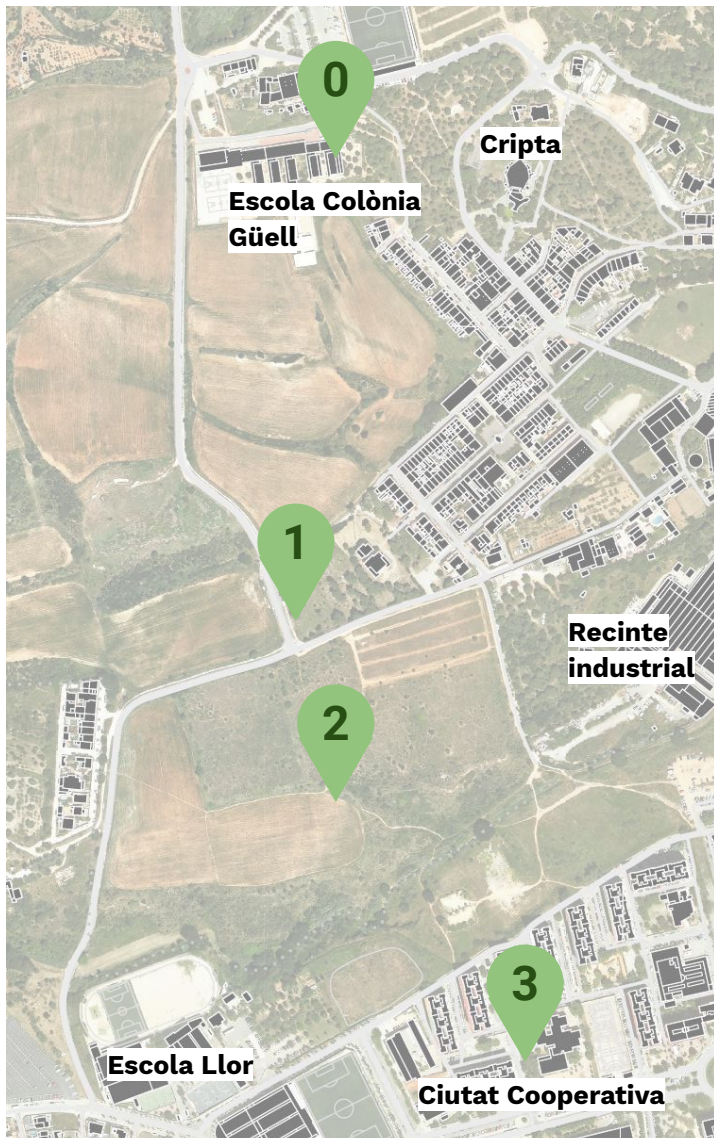 0
Cripta
Escola Colònia
Güell
1
Recinte
industrial
2
3
Escola Llor
Ciutat Cooperativa